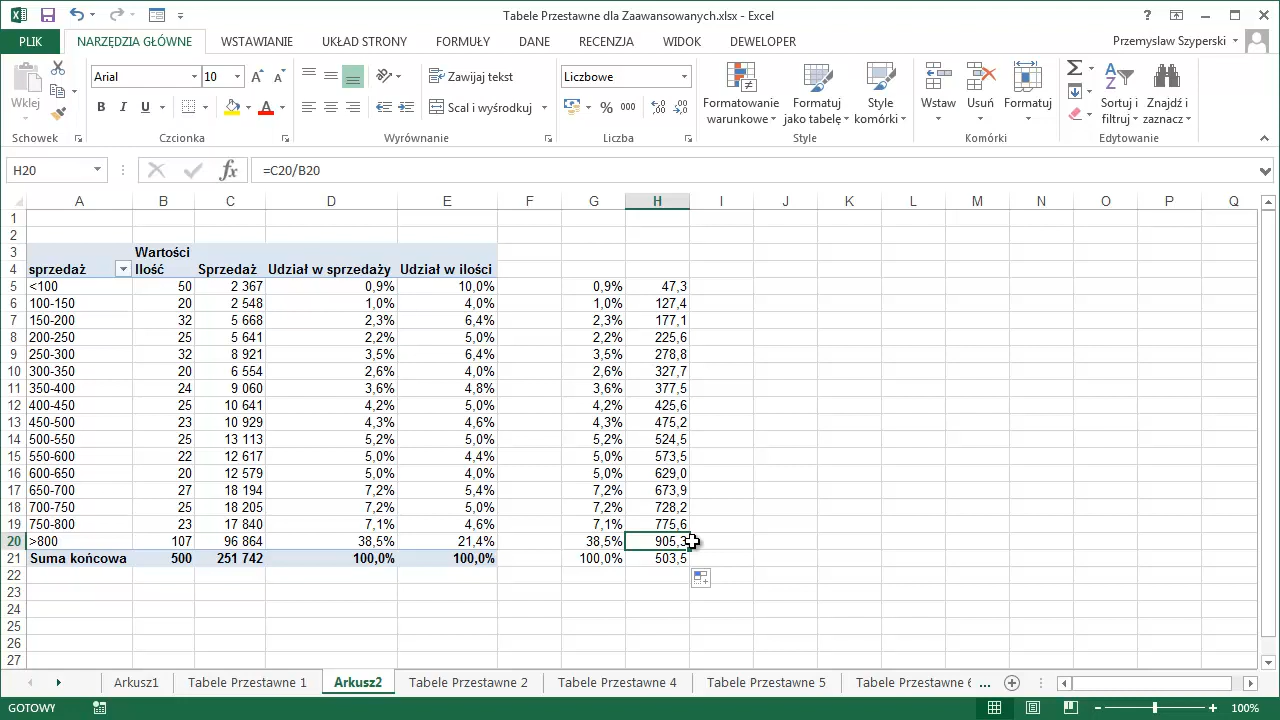 Tabele Przestawne dla Zaawansowanych.xlsx - Excel
PLIK NARZĘDZIA GŁÓWNE WSTAWIANIE UKŁAD STRONY FORMUŁY DANE RECENZJA WIDOK DEWELOPER Przemyslaw Szyperski
Wklej Arial 10 Zawijaj tekst Liczbowe Formatowanie warunkowe Formatuj jako tabelę Style komórki Wstaw Usuń Formatuj Sortuj i filtruj Znajdź i zaznacz
B I U A Scal i wyśrodkuj % 000
Schowek Czcionka Wyrównanie Liczba Style Komórki Edytowanie
H20 fx =C20/B20
A B C D E F G H I J K L M N O P Q
1
2
3 Wartości
4 sprzedaż Ilość Sprzedaż Udział w sprzedaży Udział w ilości
5 <100 50 2 367 0,9% 10,0% 0,9% 47,3
6 100-150 20 2 548 1,0% 4,0% 1,0% 127,4
7 150-200 32 5 668 2,3% 6,4% 2,3% 177,1
8 200-250 25 5 641 2,2% 5,0% 2,2% 225,6
9 250-300 32 8 921 3,5% 6,4% 3,5% 278,8
10 300-350 20 6 554 2,6% 4,0% 2,6% 327,7
11 350-400 24 9 060 3,6% 4,8% 3,6% 377,5
12 400-450 25 10 641 4,2% 5,0% 4,2% 425,6
13 450-500 23 10 929 4,3% 4,6% 4,3% 475,2
14 500-550 25 13 113 5,2% 5,0% 5,2% 524,5
15 550-600 22 12 617 5,0% 4,4% 5,0% 573,5
16 600-650 20 12 579 5,0% 4,0% 5,0% 629,0
17 650-700 27 18 194 7,2% 5,4% 7,2% 673,9
18 700-750 25 18 205 7,2% 5,0% 7,2% 728,2
19 750-800 23 17 840 7,1% 4,6% 7,1% 775,6
20 >800 107 96 864 38,5% 21,4% 38,5% 905,3
21 Suma końcowa 500 251 742 100,0% 100,0% 100,0% 503,5
22
23
24
25
26
27
Arkusz1 Tabele Przestawne 1 Arkusz2 Tabele Przestawne 2 Tabele Przestawne 4 Tabele Przestawne 5 Tabele Przestawne 6 ...
GOTOWY 100%